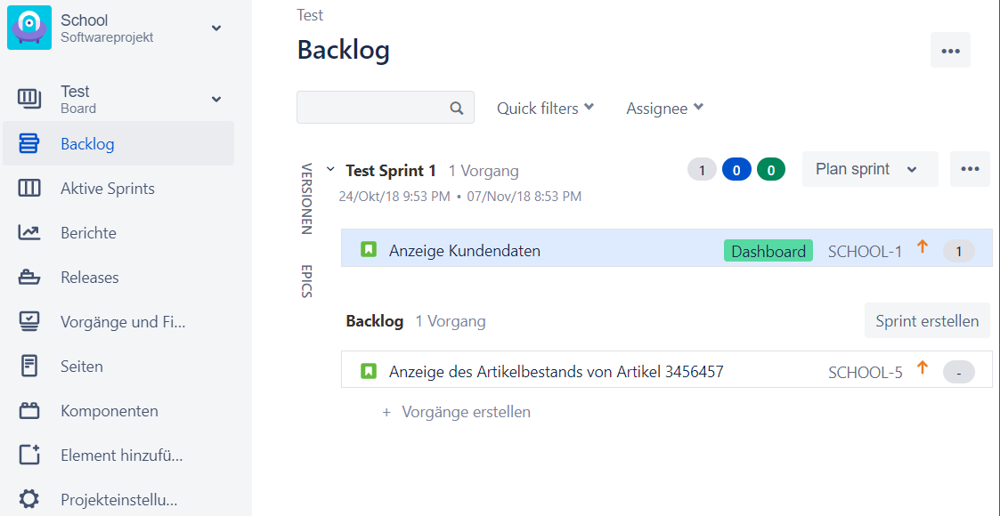 School
Softwareprojekt
Test
Board
Backlog
Aktive Sprints
Berichte
Releases
Vorgänge und Fi...
Seiten
Komponenten
Element hinzufü...
Projekteinstellu...
Test
Backlog
Quick filters
Assignee
VERSIONEN
EPICS
Test Sprint 1 1 Vorgang
1 0 0
Plan sprint
24/Okt/18 9:53 PM • 07/Nov/18 8:53 PM
Anzeige Kundendaten Dashboard SCHOOL-1 1
Backlog 1 Vorgang
Sprint erstellen
Anzeige des Artikelbestands von Artikel 3456457 SCHOOL-5 -
+ Vorgänge erstellen